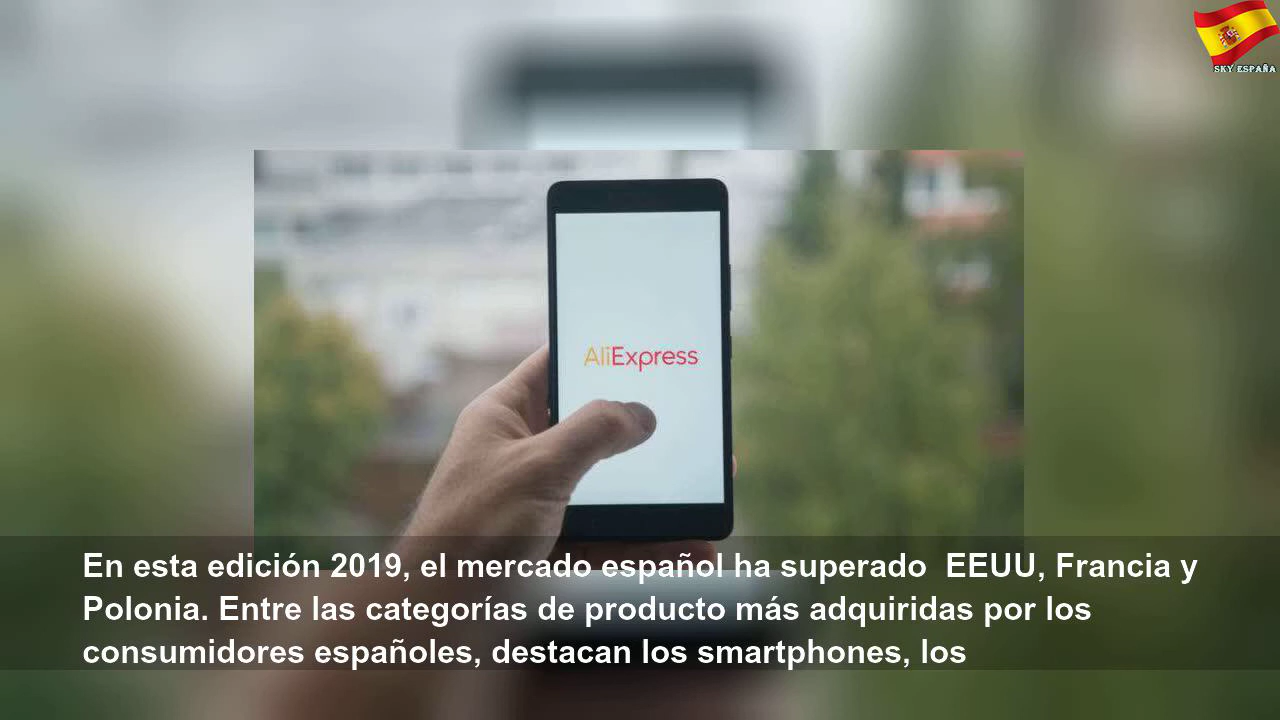 SKY ESPAÑA
AliExpress
En esta edición 2019, el mercado español ha superado  EEUU, Francia y
Polonia. Entre las categorías de producto más adquiridas por los
consumidores españoles, destacan los smartphones, los